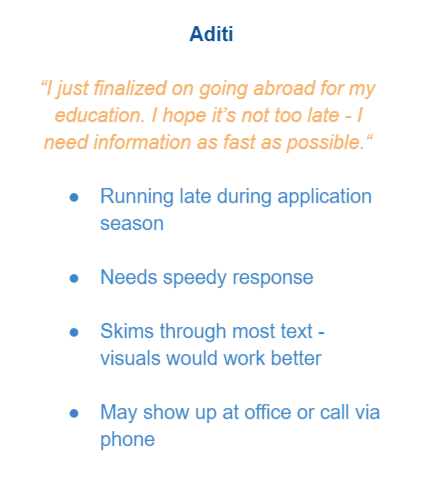 Aditi
“I just finalized on going abroad for my
education. I hope it’s not too late - I
need information as fast as possible.“
● Running late during application
season
● Needs speedy response
● Skims through most text -
visuals would work better
● May show up at office or call via
phone